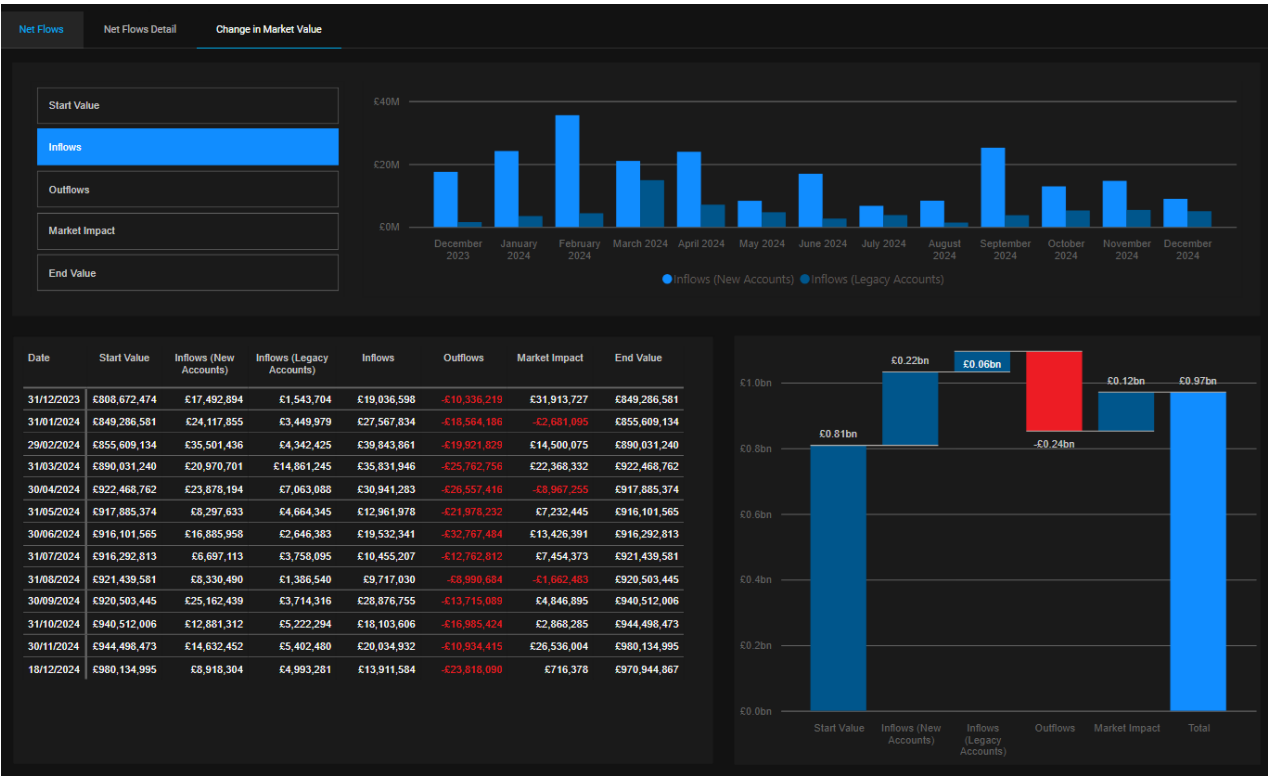 Net Flows Net Flows Detail Change in Market Value
Start Value
Inflows
Outflows
Market Impact
End Value
£40M
£20M
£0M
December 2023 January 2024 February 2024 March 2024 April 2024 May 2024 June 2024 July 2024 August 2024 September 2024 October 2024 November 2024 December 2024
Inflows (New Accounts) Inflows (Legacy Accounts)
Date Start Value Inflows (New Accounts) Inflows (Legacy Accounts) Inflows Outflows Market Impact End Value
31/12/2023 £808,672,474 £17,492,894 £1,543,704 £19,036,598 -£10,336,219 £31,913,727 £849,286,581
31/01/2024 £849,286,581 £24,117,855 £3,449,979 £27,567,834 -£18,564,186 -£2,681,095 £855,609,134
29/02/2024 £855,609,134 £35,501,436 £4,342,425 £39,843,861 -£19,921,829 £14,500,075 £890,031,240
31/03/2024 £890,031,240 £20,970,701 £14,861,245 £35,831,946 -£25,762,756 £22,368,332 £922,468,762
30/04/2024 £922,468,762 £23,878,194 £7,063,088 £30,941,283 -£26,557,416 -£8,967,255 £917,885,374
31/05/2024 £917,885,374 £8,297,633 £4,664,345 £12,961,978 -£21,978,232 £7,232,445 £916,101,565
30/06/2024 £916,101,565 £16,885,958 £2,646,383 £19,532,341 -£32,767,484 £13,426,391 £916,292,813
31/07/2024 £916,292,813 £6,697,113 £3,758,095 £10,455,207 -£12,762,812 £7,454,373 £921,439,581
31/08/2024 £921,439,581 £8,330,490 £1,386,540 £9,717,030 -£8,990,684 -£1,662,483 £920,503,445
30/09/2024 £920,503,445 £25,162,439 £3,714,316 £28,876,755 -£13,715,089 £4,846,895 £940,512,006
31/10/2024 £940,512,006 £12,881,312 £5,222,294 £18,103,606 -£16,985,424 £2,868,285 £944,498,473
30/11/2024 £944,498,473 £14,632,452 £5,402,480 £20,034,932 -£10,934,415 £26,536,004 £980,134,995
18/12/2024 £980,134,995 £8,918,304 £4,993,281 £13,911,584 -£23,818,090 £716,378 £970,944,867
£1.0bn
£0.8bn
£0.6bn
£0.4bn
£0.2bn
£0.0bn
£0.81bn
£0.22bn
£0.06bn
-£0.24bn
£0.12bn
£0.97bn
Start Value Inflows (New Accounts) Inflows (Legacy Accounts) Outflows Market Impact Total